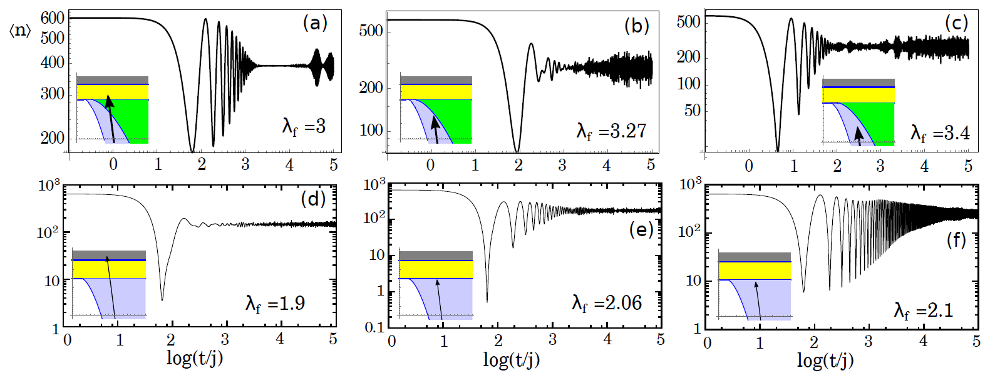 ⟨n⟩
600
500
400
300
200
(a)
λf =3
0 1 2 3 4 5
500
200
100
(b)
λf =3.27
0 1 2 3 4 5
500
200
100
50
(c)
λf =3.4
0 1 2 3 4 5
10³
10²
10
1
(d)
λf =1.9
0 1 2 3 4 5
log(t/j)
10³
10²
10
1
0.1
(e)
λf =2.06
0 1 2 3 4 5
log(t/j)
10³
10²
10
1
(f)
λf =2.1
0 1 2 3 4 5
log(t/j)